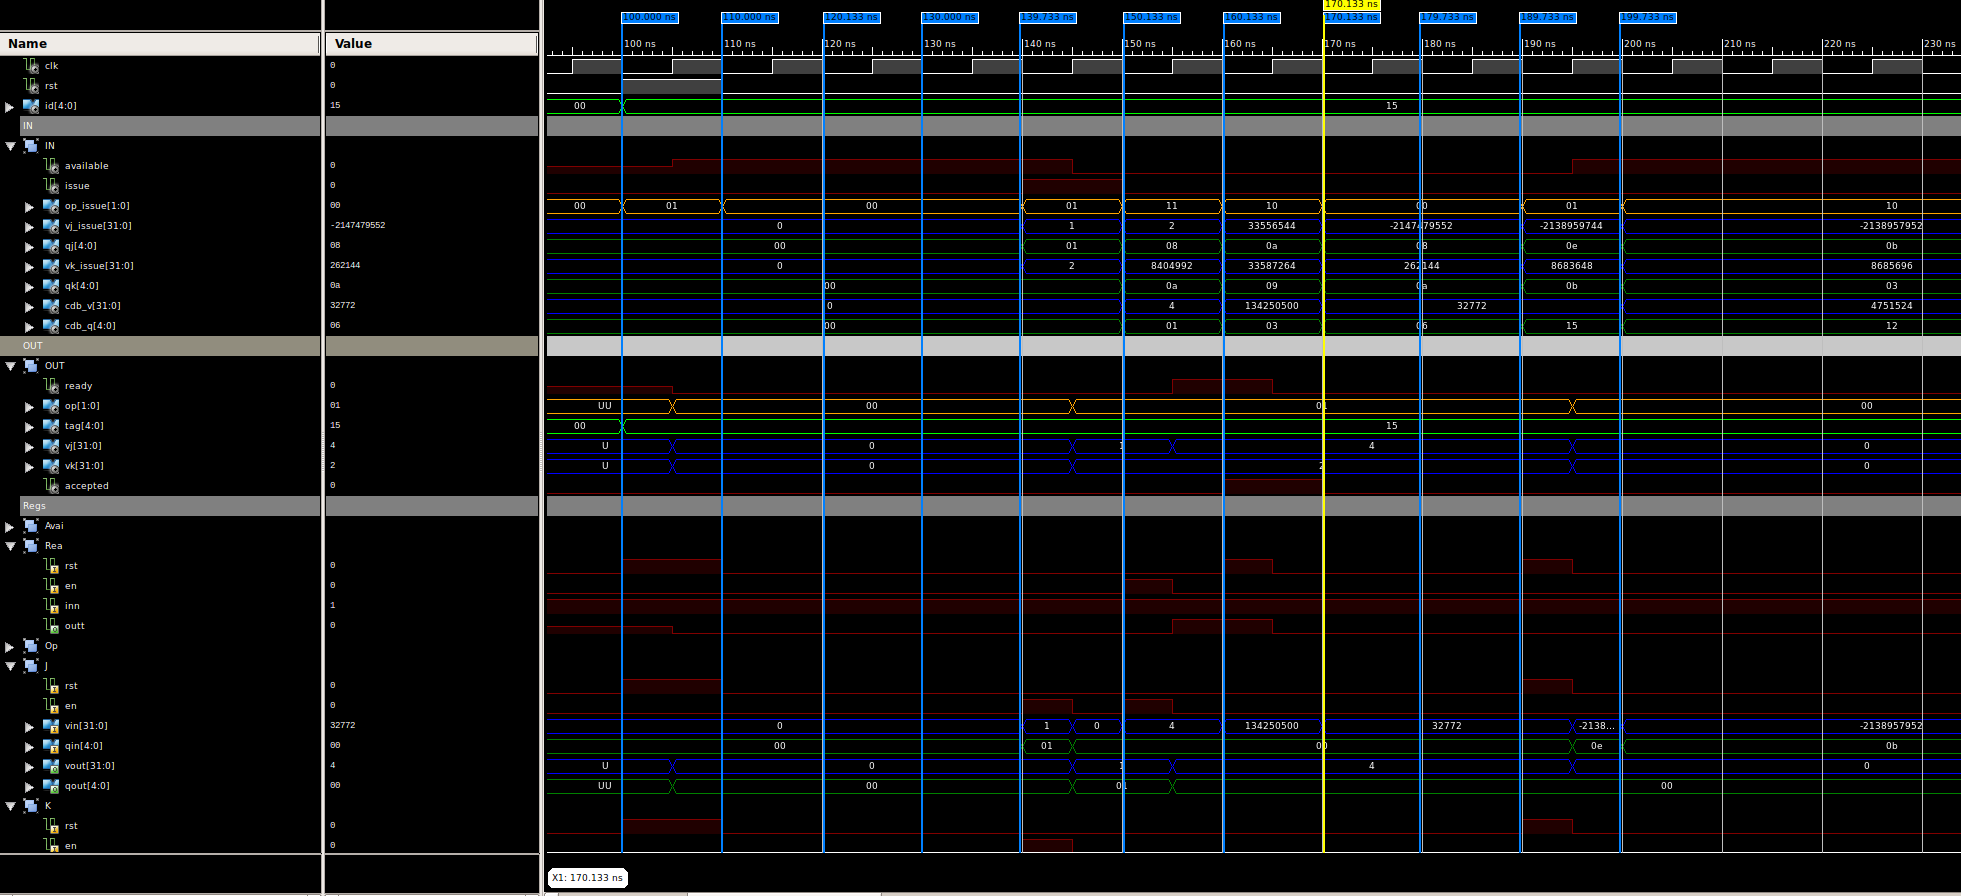 170.133 ns
100.000 ns 110.000 ns 120.133 ns 130.000 ns 139.733 ns 150.133 ns 160.133 ns 170.133 ns 179.733 ns 189.733 ns 199.733 ns
Name Value 100 ns 110 ns 120 ns 130 ns 140 ns 150 ns 160 ns 170 ns 180 ns 190 ns 200 ns 210 ns 220 ns 230 ns
clk 0
rst 0
id[4:0] 15 00 15
IN
IN
available 0
issue 0
op_issue[1:0] 00 00 01 00 01 11 10 00 01 10
vj_issue[31:0] -2147479552 0 1 2 33556544 -2147479552 -2138959744 -2138957952
qj[4:0] 08 00 01 08 0a 08 0e 0b
vk_issue[31:0] 262144 0 2 8404992 33587264 262144 8683648 8685696
qk[4:0] 0a 00 0a 09 0a 0b 03
cdb_v[31:0] 32772 0 4 134250500 32772 4751524
cdb_q[4:0] 06 00 01 03 06 15 12
OUT
OUT
ready 0
op[1:0] 01 UU 00 01 00
tag[4:0] 15 00 15
vj[31:0] 4 U 0 1 4 0
vk[31:0] 2 U 0 2 0
accepted 0
Regs
Avai
Rea
rst 0
en 0
inn 1
outt 0
Op
J
rst 0
en 0
vin[31:0] 32772 0 1 0 4 134250500 32772 -2138... -2138957952
qin[4:0] 00 00 01 00 0e 0b
vout[31:0] 4 U 0 1 4 0
qout[4:0] 00 UU 00 01 00
K
rst 0
en 0
X1: 170.133 ns